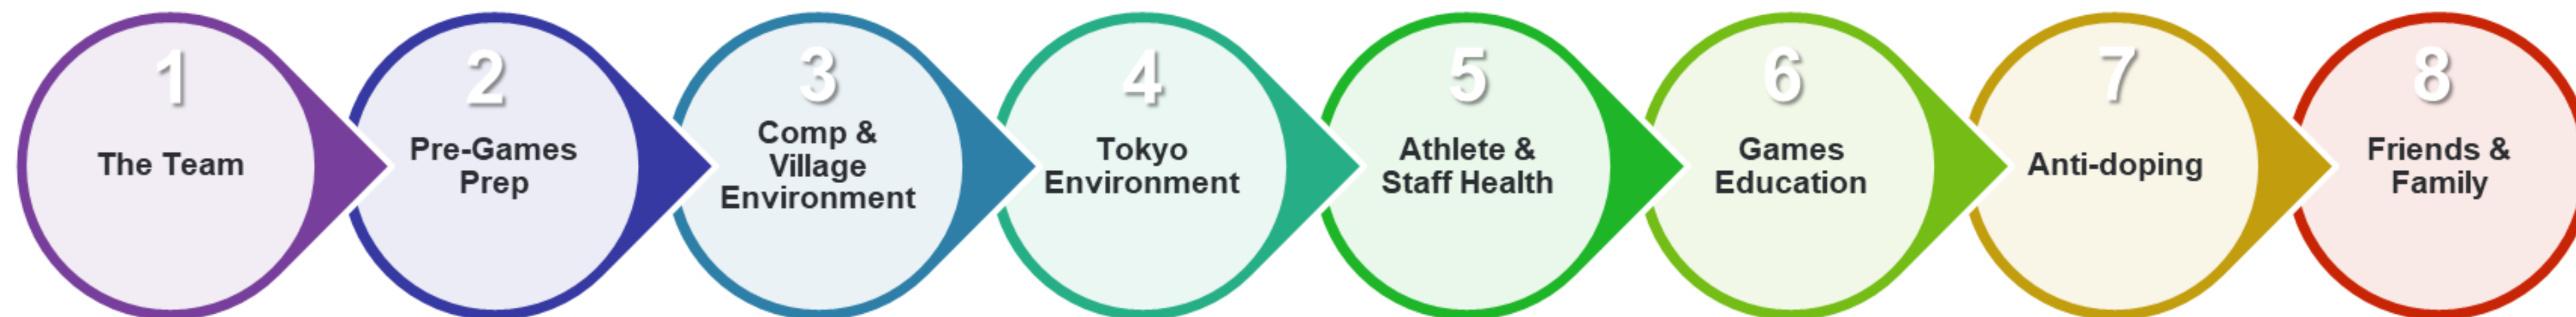 1
The Team
2
Pre-Games
Prep
3
Comp &
Village
Environment
4
Tokyo
Environment
5
Athlete &
Staff Health
6
Games
Education
7
Anti-doping
8
Friends &
Family